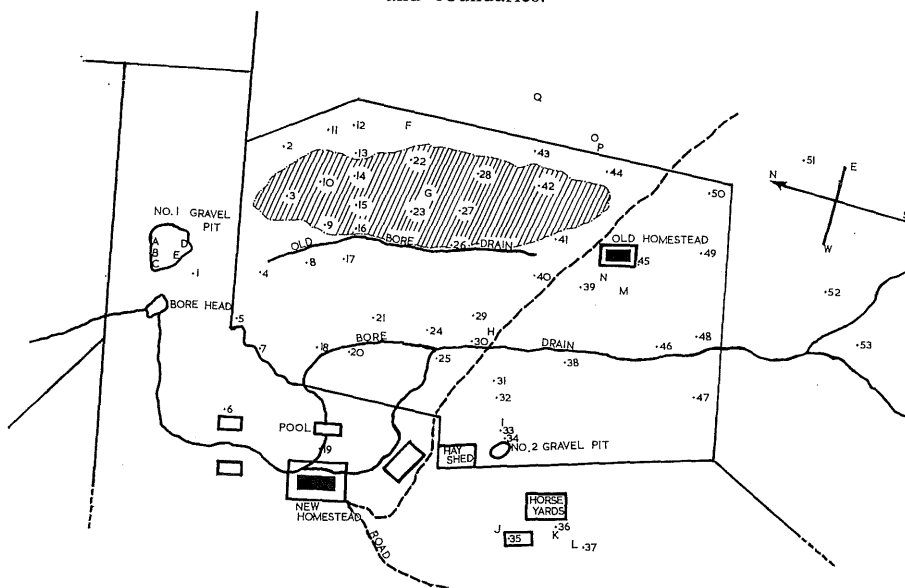 and boundaries.
Q
F
O
P
·11 ·12
·2
·13
·43
·51
E
·22
·14
·28
·44
N
·10
·42
·50
·3
G
·15
·23
·27
S
NO. 1 GRAVEL
PIT
·9
·16
A D
B E
C
OLD BORE DRAIN
·26
·41
OLD HOMESTEAD
W
·1
·4
·8
·17
·45
·49
·40
N
·39
M
·52
BORE HEAD
·5
·21
·29
H
·7
·18
BORE
·20
·24
·30
DRAIN
·46
·48
·53
·25
·38
·31
·32
·47
·6
POOL
I
·33
·34
NO. 2 GRAVEL PIT
HAY
SHED
·19
NEW
HOMESTEAD
HORSE
YARDS
ROAD
J
·35
·36
K
L ·37